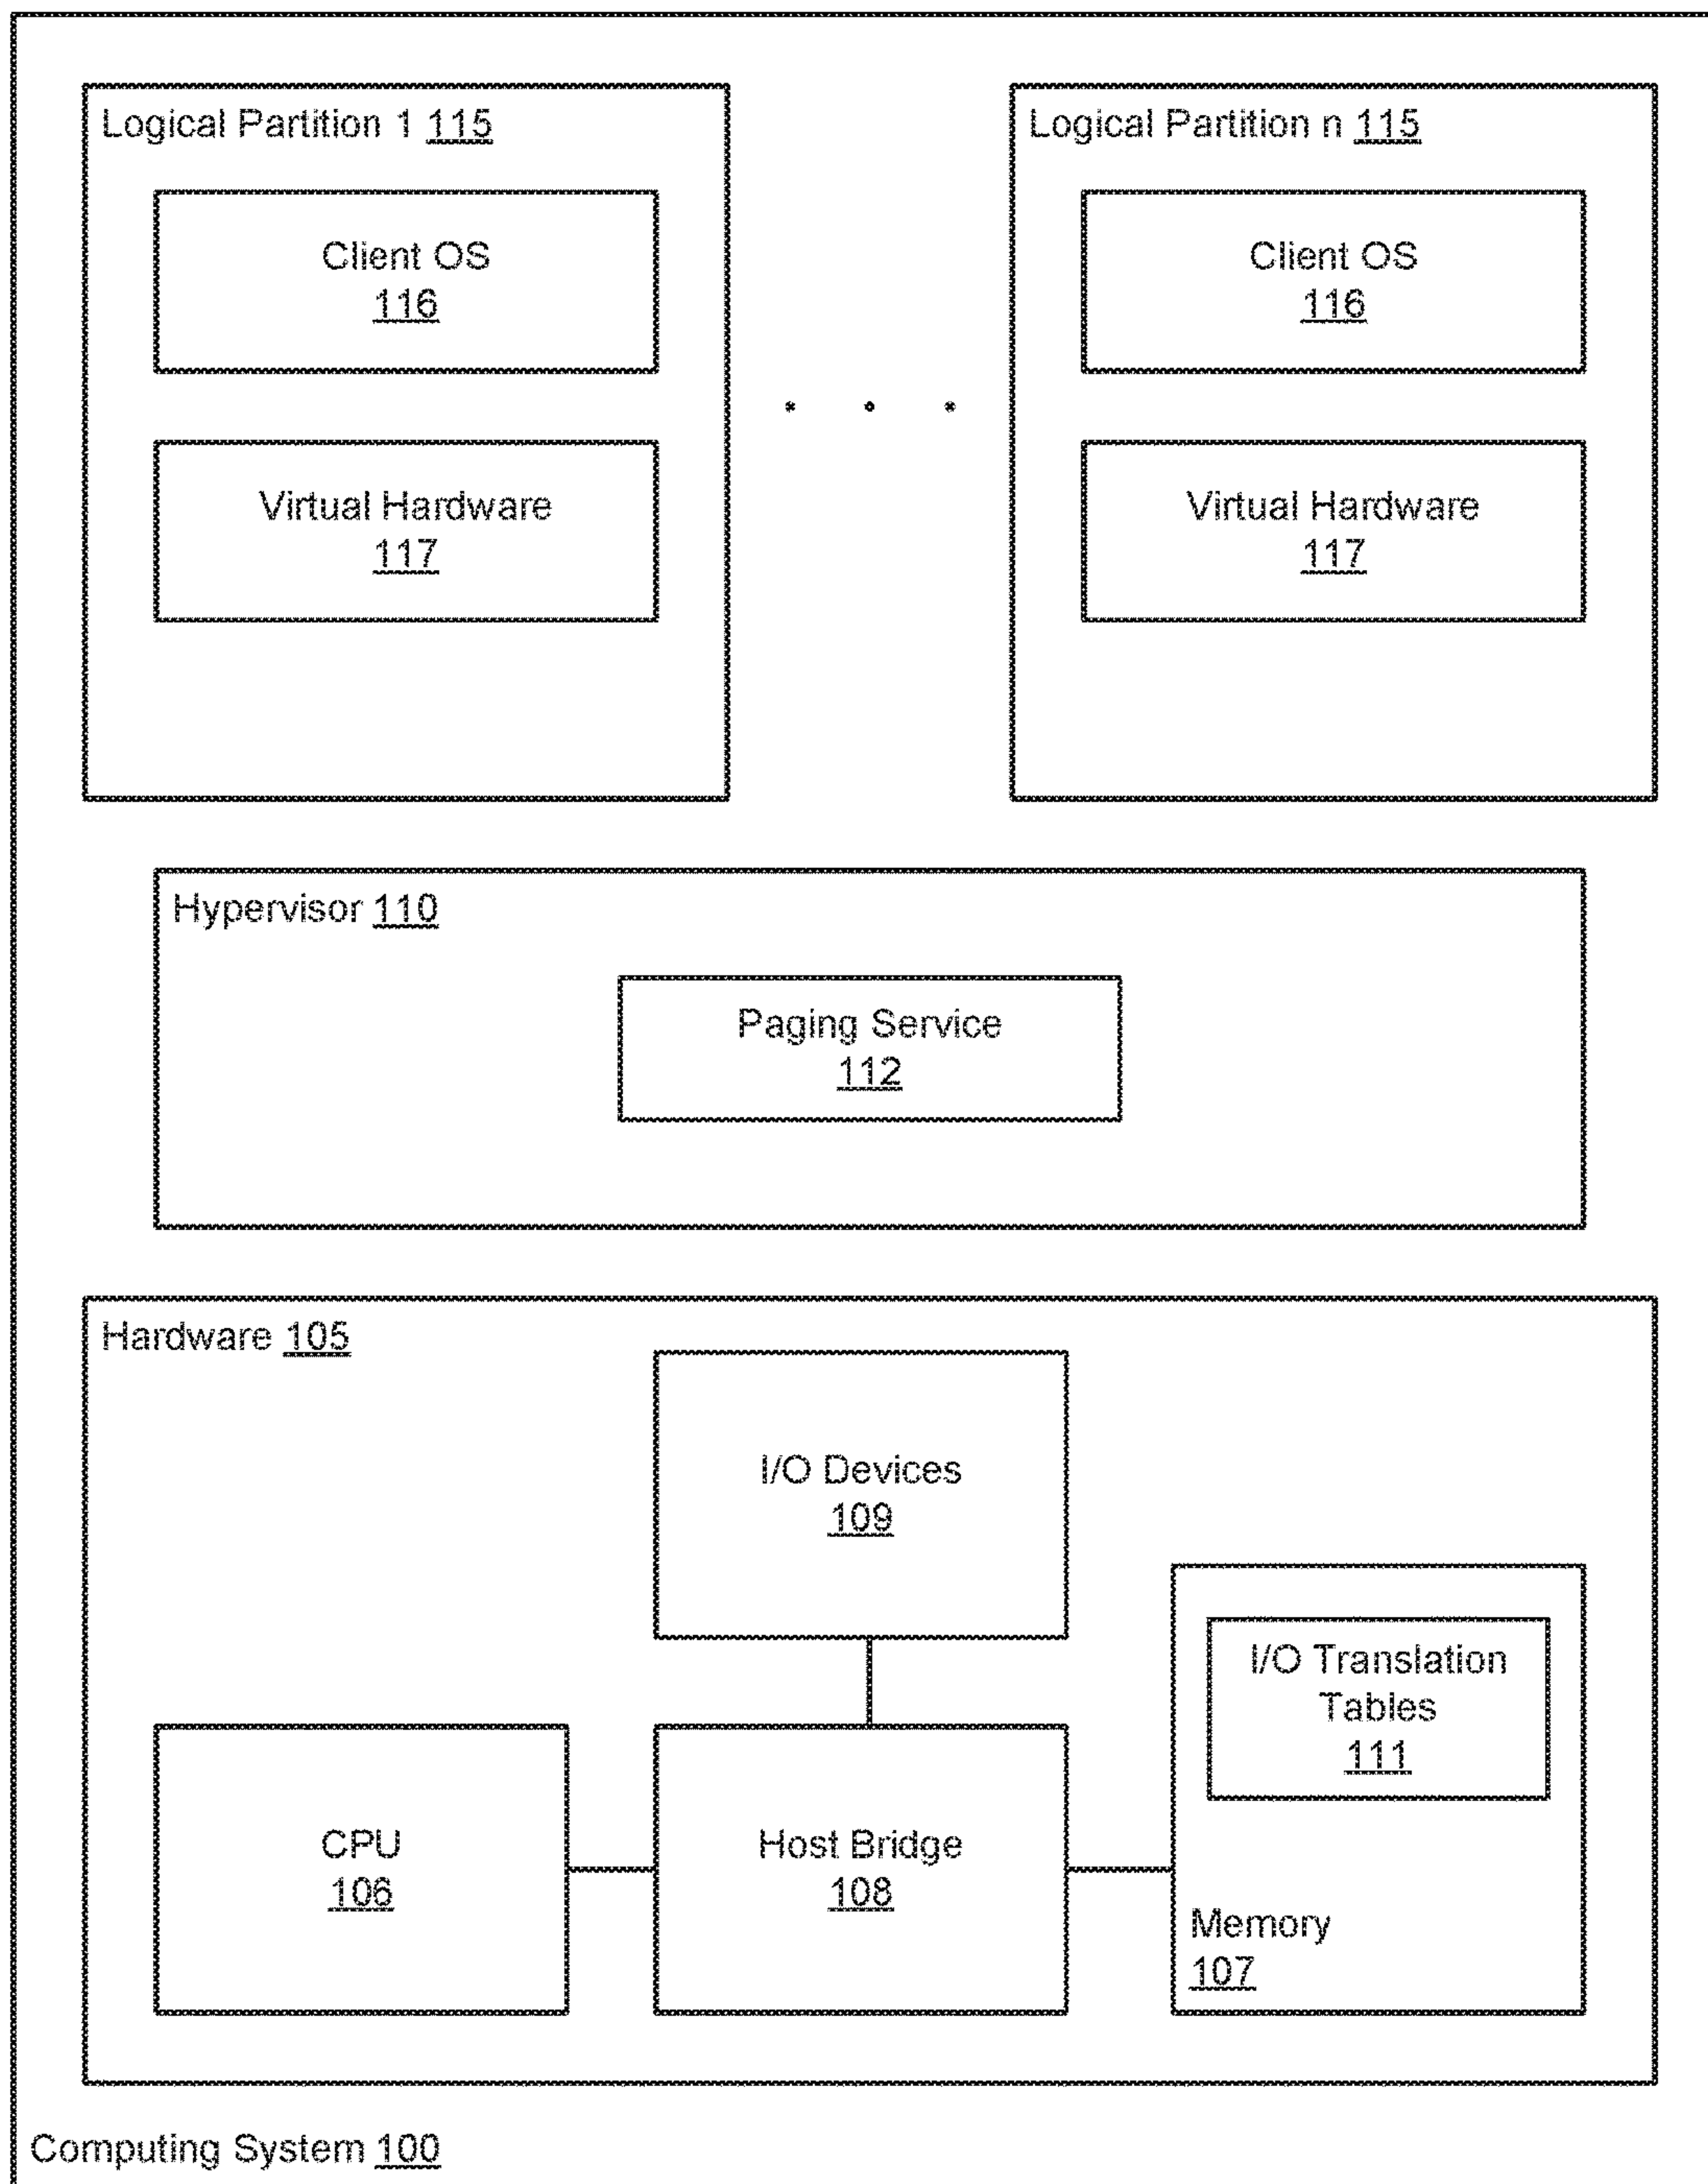 Logical Partition 1 115
Client OS
116
Virtual Hardware
117
Logical Partition n 115
Client OS
116
Virtual Hardware
117
Hypervisor 110
Paging Service
112
Hardware 105
I/O Devices
109
I/O Translation
Tables
111
CPU
106
Host Bridge
108
Memory
107
Computing System 100